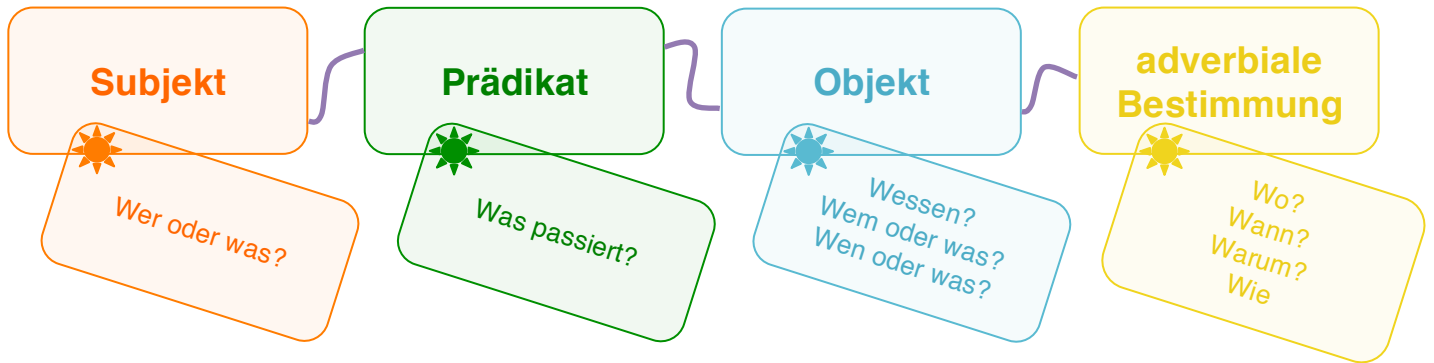 Subjekt
Prädikat
Objekt
adverbiale
Bestimmung
Wer oder was?
Was passiert?
Wessen?
Wem oder was?
Wen oder was?
Wo?
Wann?
Warum?
Wie